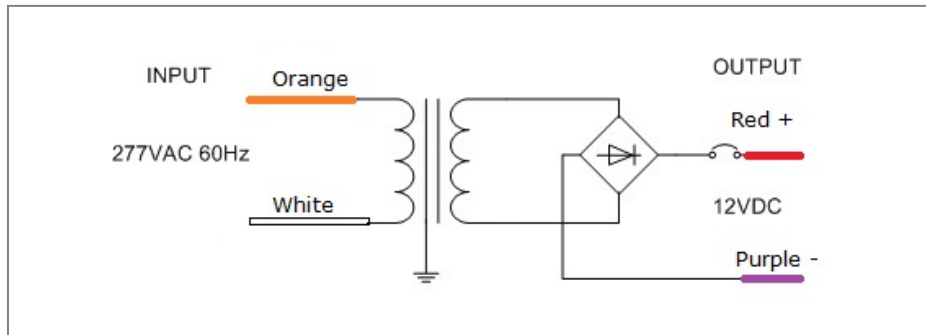 INPUT
Orange
277VAC 60Hz
White
OUTPUT
Red +
12VDC
Purple -